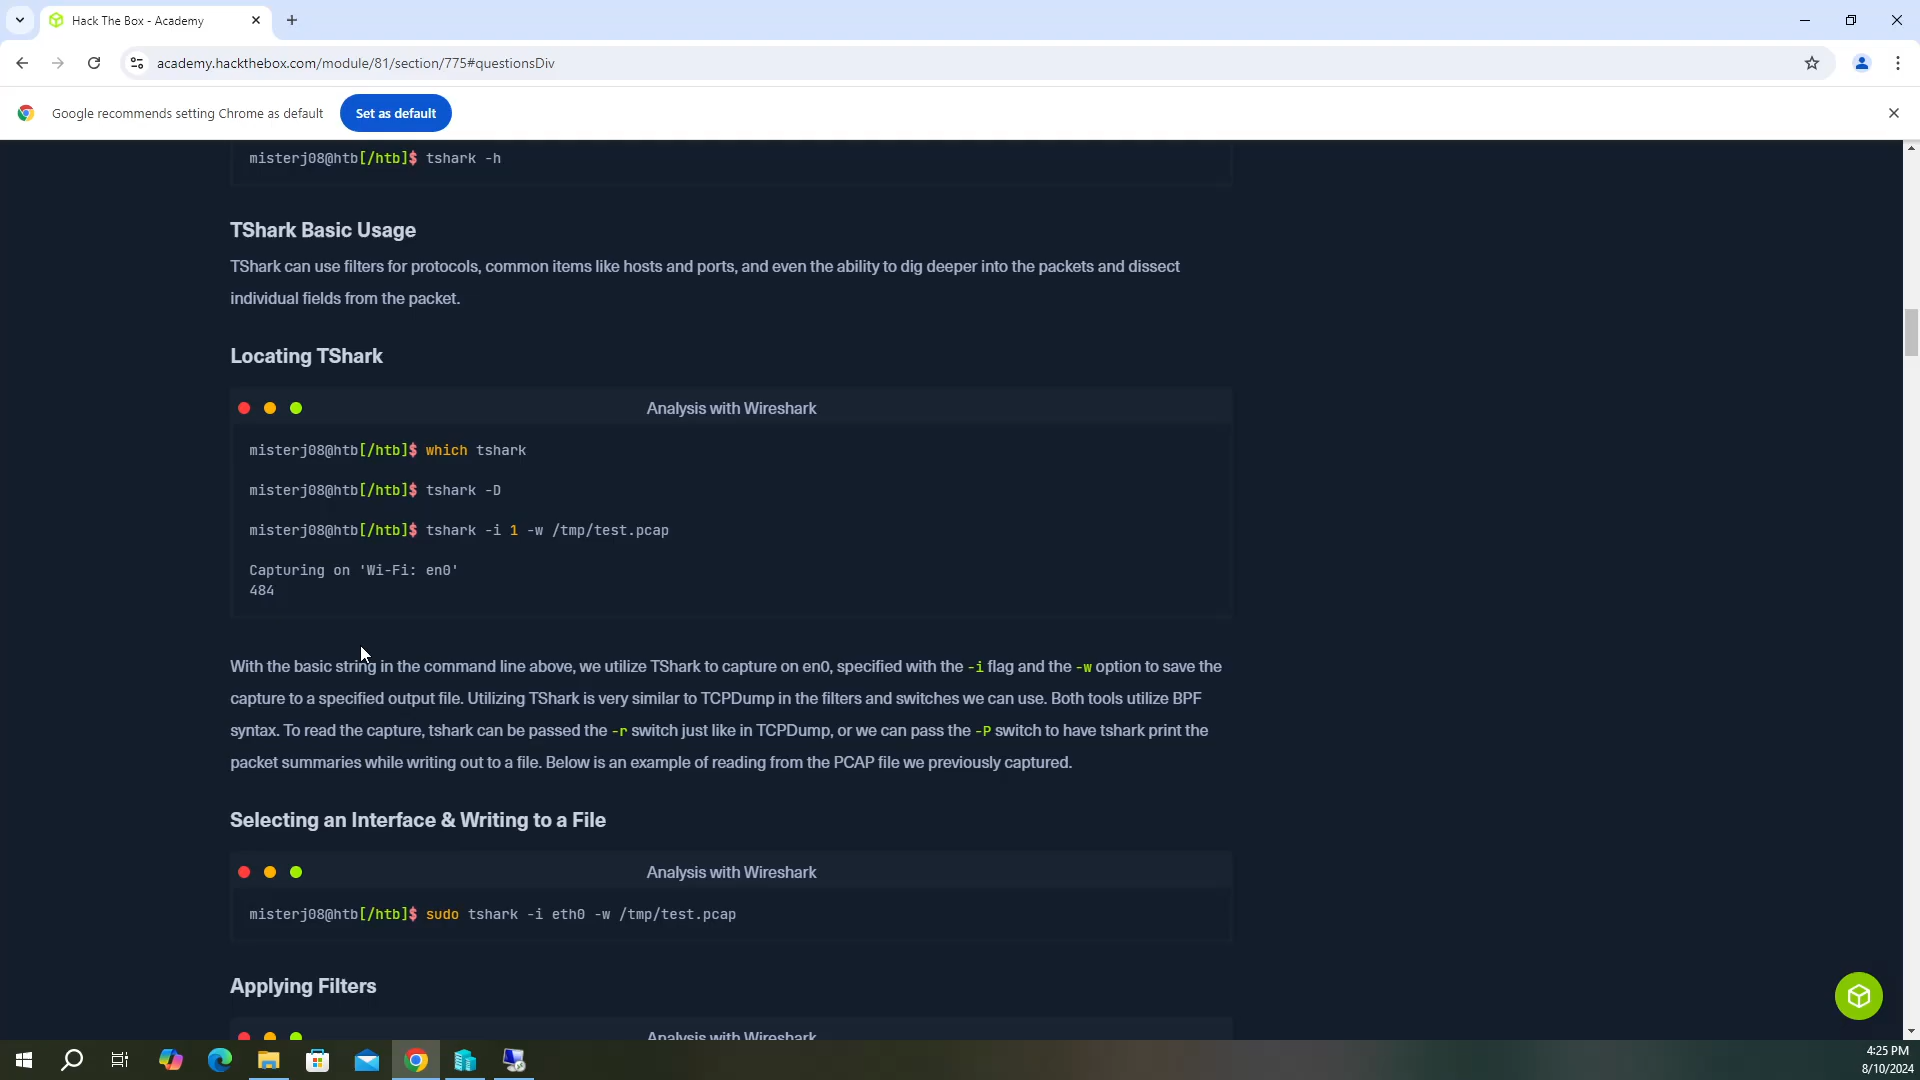 Hack The Box - Academy
academy.hackthebox.com/module/81/section/775#questionsDiv
Google recommends setting Chrome as default
Set as default
misterj08@htb[/htb]$ tshark -h
TShark Basic Usage
TShark can use filters for protocols, common items like hosts and ports, and even the ability to dig deeper into the packets and dissect
individual fields from the packet.
Locating TShark
Analysis with Wireshark
misterj08@htb[/htb]$ which tshark
misterj08@htb[/htb]$ tshark -D
misterj08@htb[/htb]$ tshark -i 1 -w /tmp/test.pcap
Capturing on 'Wi-Fi: en0'
484
With the basic string in the command line above, we utilize TShark to capture on en0, specified with the -i flag and the -w option to save the
capture to a specified output file. Utilizing TShark is very similar to TCPDump in the filters and switches we can use. Both tools utilize BPF
syntax. To read the capture, tshark can be passed the -r switch just like in TCPDump, or we can pass the -P switch to have tshark print the
packet summaries while writing out to a file. Below is an example of reading from the PCAP file we previously captured.
Selecting an Interface & Writing to a File
Analysis with Wireshark
misterj08@htb[/htb]$ sudo tshark -i eth0 -w /tmp/test.pcap
Applying Filters
Analysis with Wireshark
4:25 PM
8/10/2024